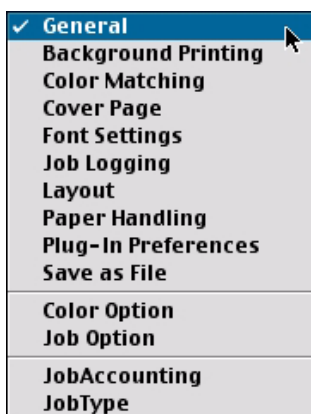 General
Background Printing
Color Matching
Cover Page
Font Settings
Job Logging
Layout
Paper Handling
Plug-In Preferences
Save as File
Color Option
Job Option
JobAccounting
JobType